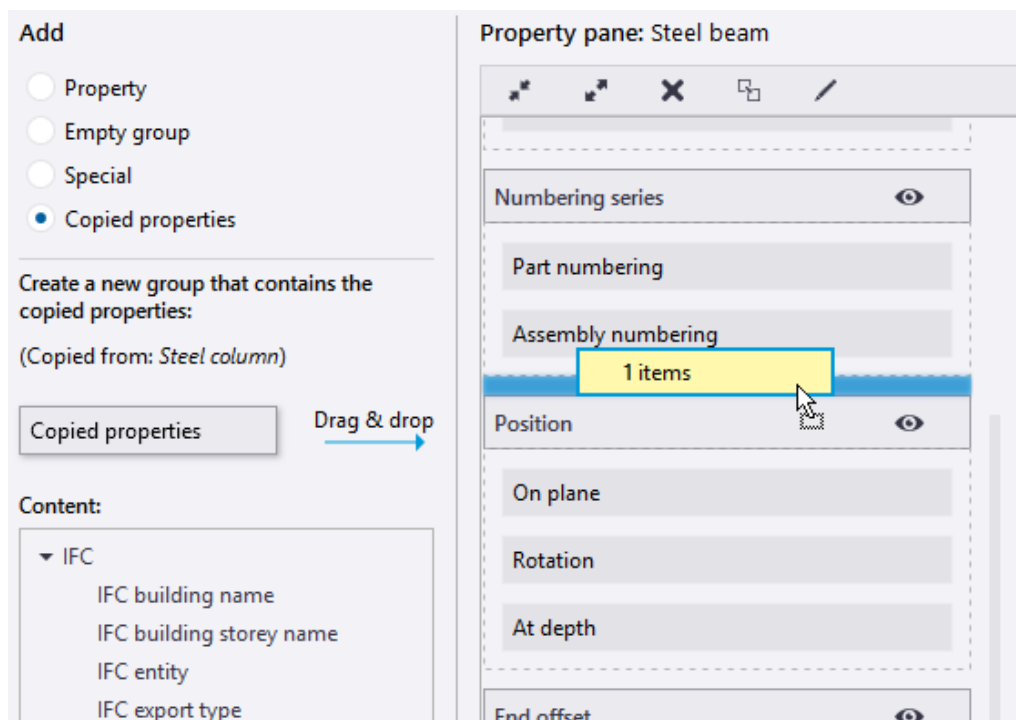 Add
Property
Empty group
Special
Copied properties
Create a new group that contains the
copied properties:
(Copied from: Steel column)
Copied properties
Drag & drop
Content:
IFC
IFC building name
IFC building storey name
IFC entity
IFC export type
Property pane: Steel beam
Numbering series
Part numbering
Assembly numbering
1 items
Position
On plane
Rotation
At depth
End offset